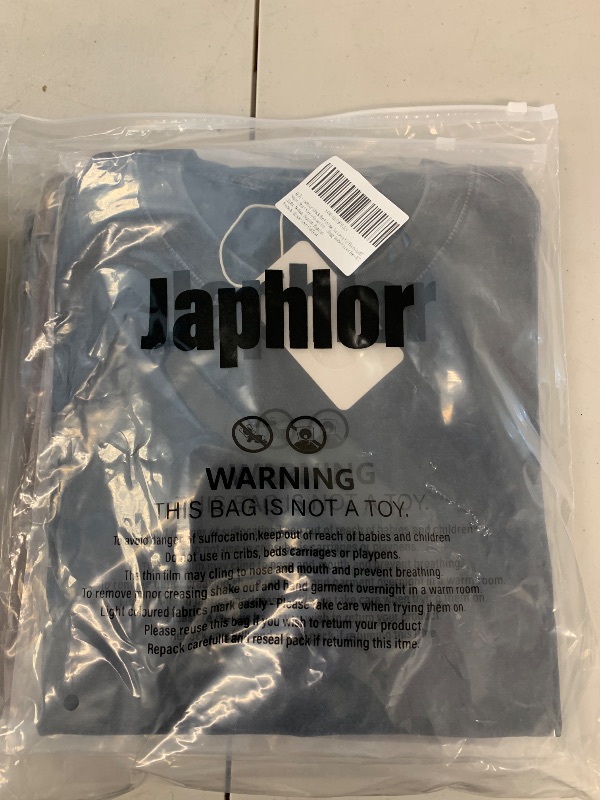 Japhlor
WARNING
THIS BAG IS NOT A TOY.
To avoid danger of suffocation,keep out of reach of babies and children
Do not use in cribs, beds carriages or playpens.
The thin film may cling to nose and mouth and prevent breathing.
To remove minor creasing shake out and hand garment overnight in a warm room.
Light coloured fabrics mark easily - Please take care when trying them on.
Please reuse this bag if you wish to return your product
Repack carefullt and reseal pack if returning this itme.